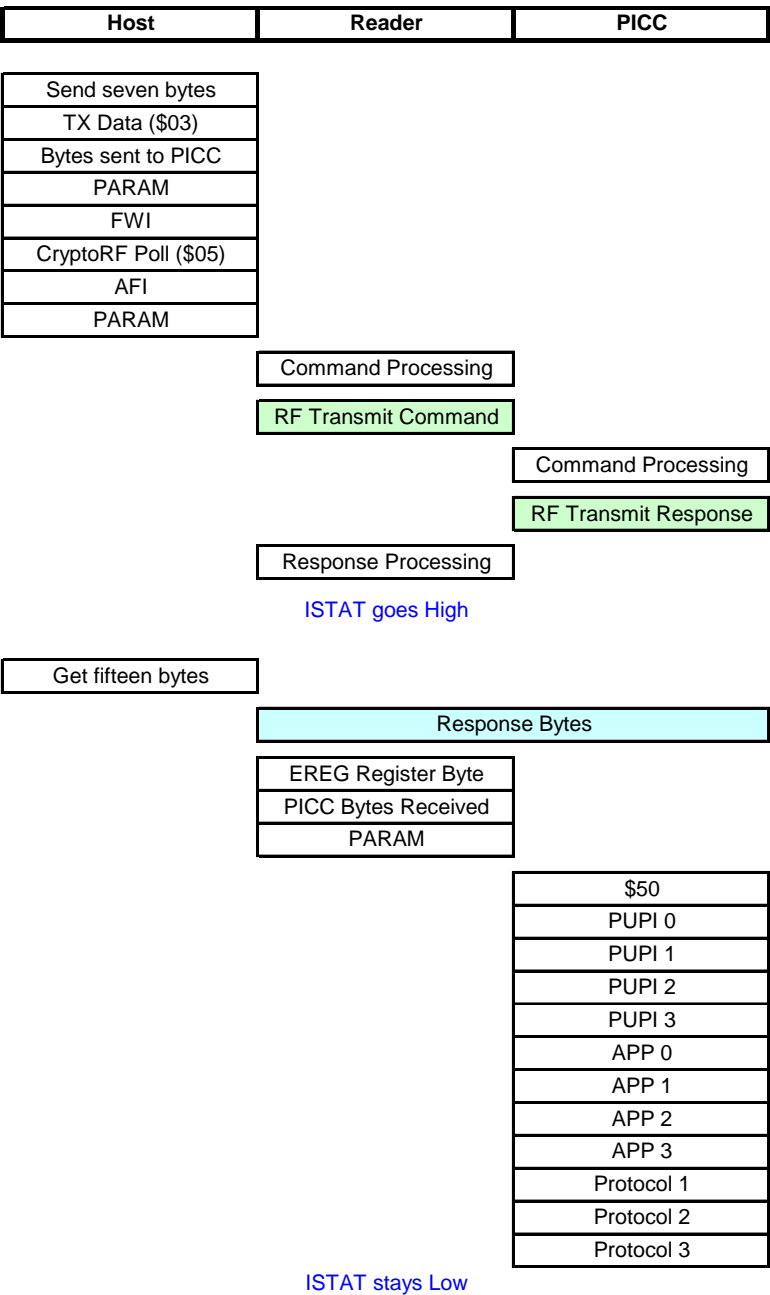 Host Reader PICC
Send seven bytes
TX Data ($03)
Bytes sent to PICC
PARAM
FWI
CryptoRF Poll ($05)
AFI
PARAM
Command Processing
RF Transmit Command
Command Processing
RF Transmit Response
Response Processing
ISTAT goes High
Get fifteen bytes
Response Bytes
EREG Register Byte
PICC Bytes Received
PARAM
$50
PUPI 0
PUPI 1
PUPI 2
PUPI 3
APP 0
APP 1
APP 2
APP 3
Protocol 1
Protocol 2
Protocol 3
ISTAT stays Low